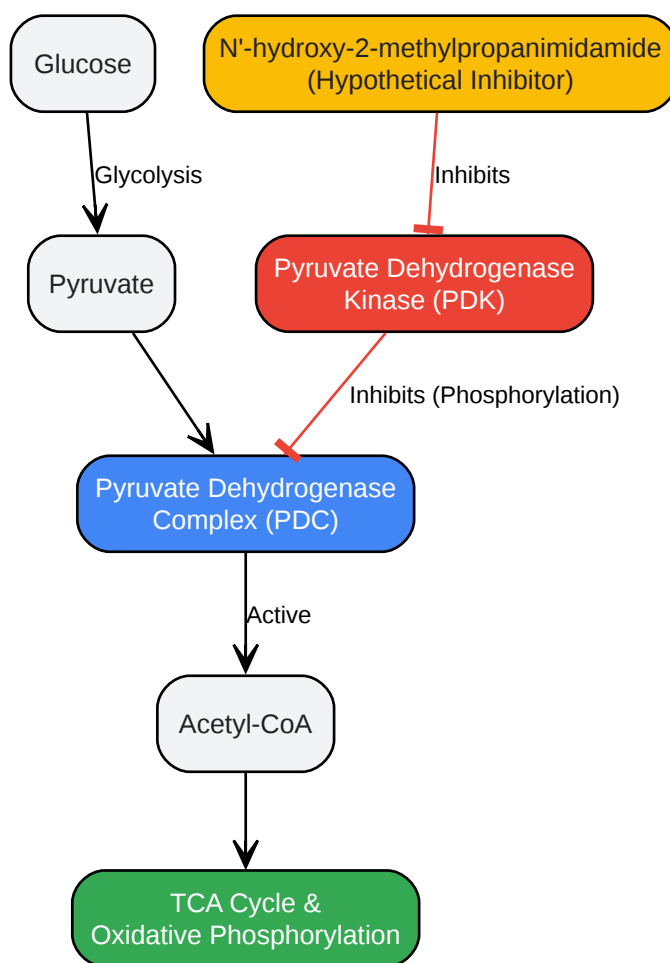 Glucose
N'-hydroxy-2-methylpropanimidamide
(Hypothetical Inhibitor)
Glycolysis
Inhibits
Pyruvate
Pyruvate Dehydrogenase
Kinase (PDK)
Inhibits (Phosphorylation)
Pyruvate Dehydrogenase
Complex (PDC)
Active
Acetyl-CoA
TCA Cycle &
Oxidative Phosphorylation